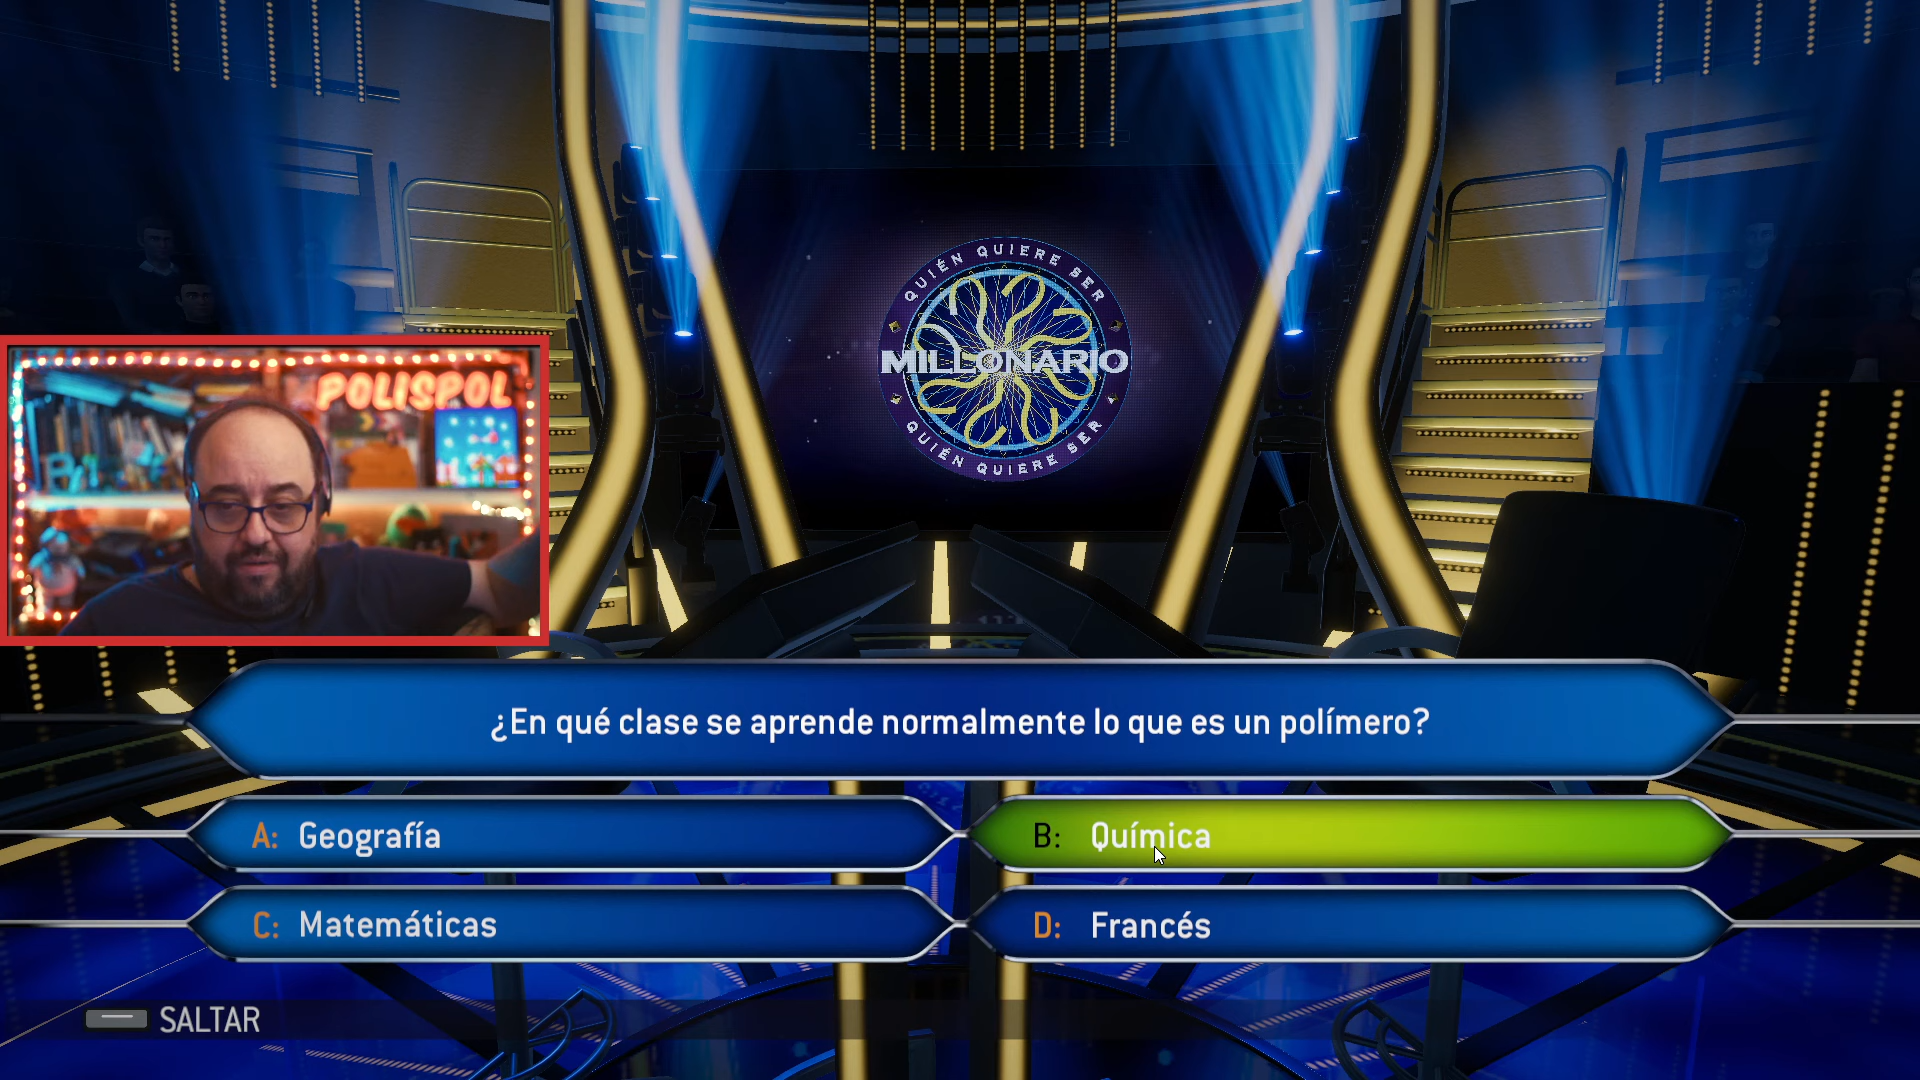 QUIÉN QUIERE SER
MILLONARIO
QUIÉN QUIERE SER
POLISPOL
¿En qué clase se aprende normalmente lo que es un polímero?
A: Geografía
B: Química
C: Matemáticas
D: Francés
SALTAR